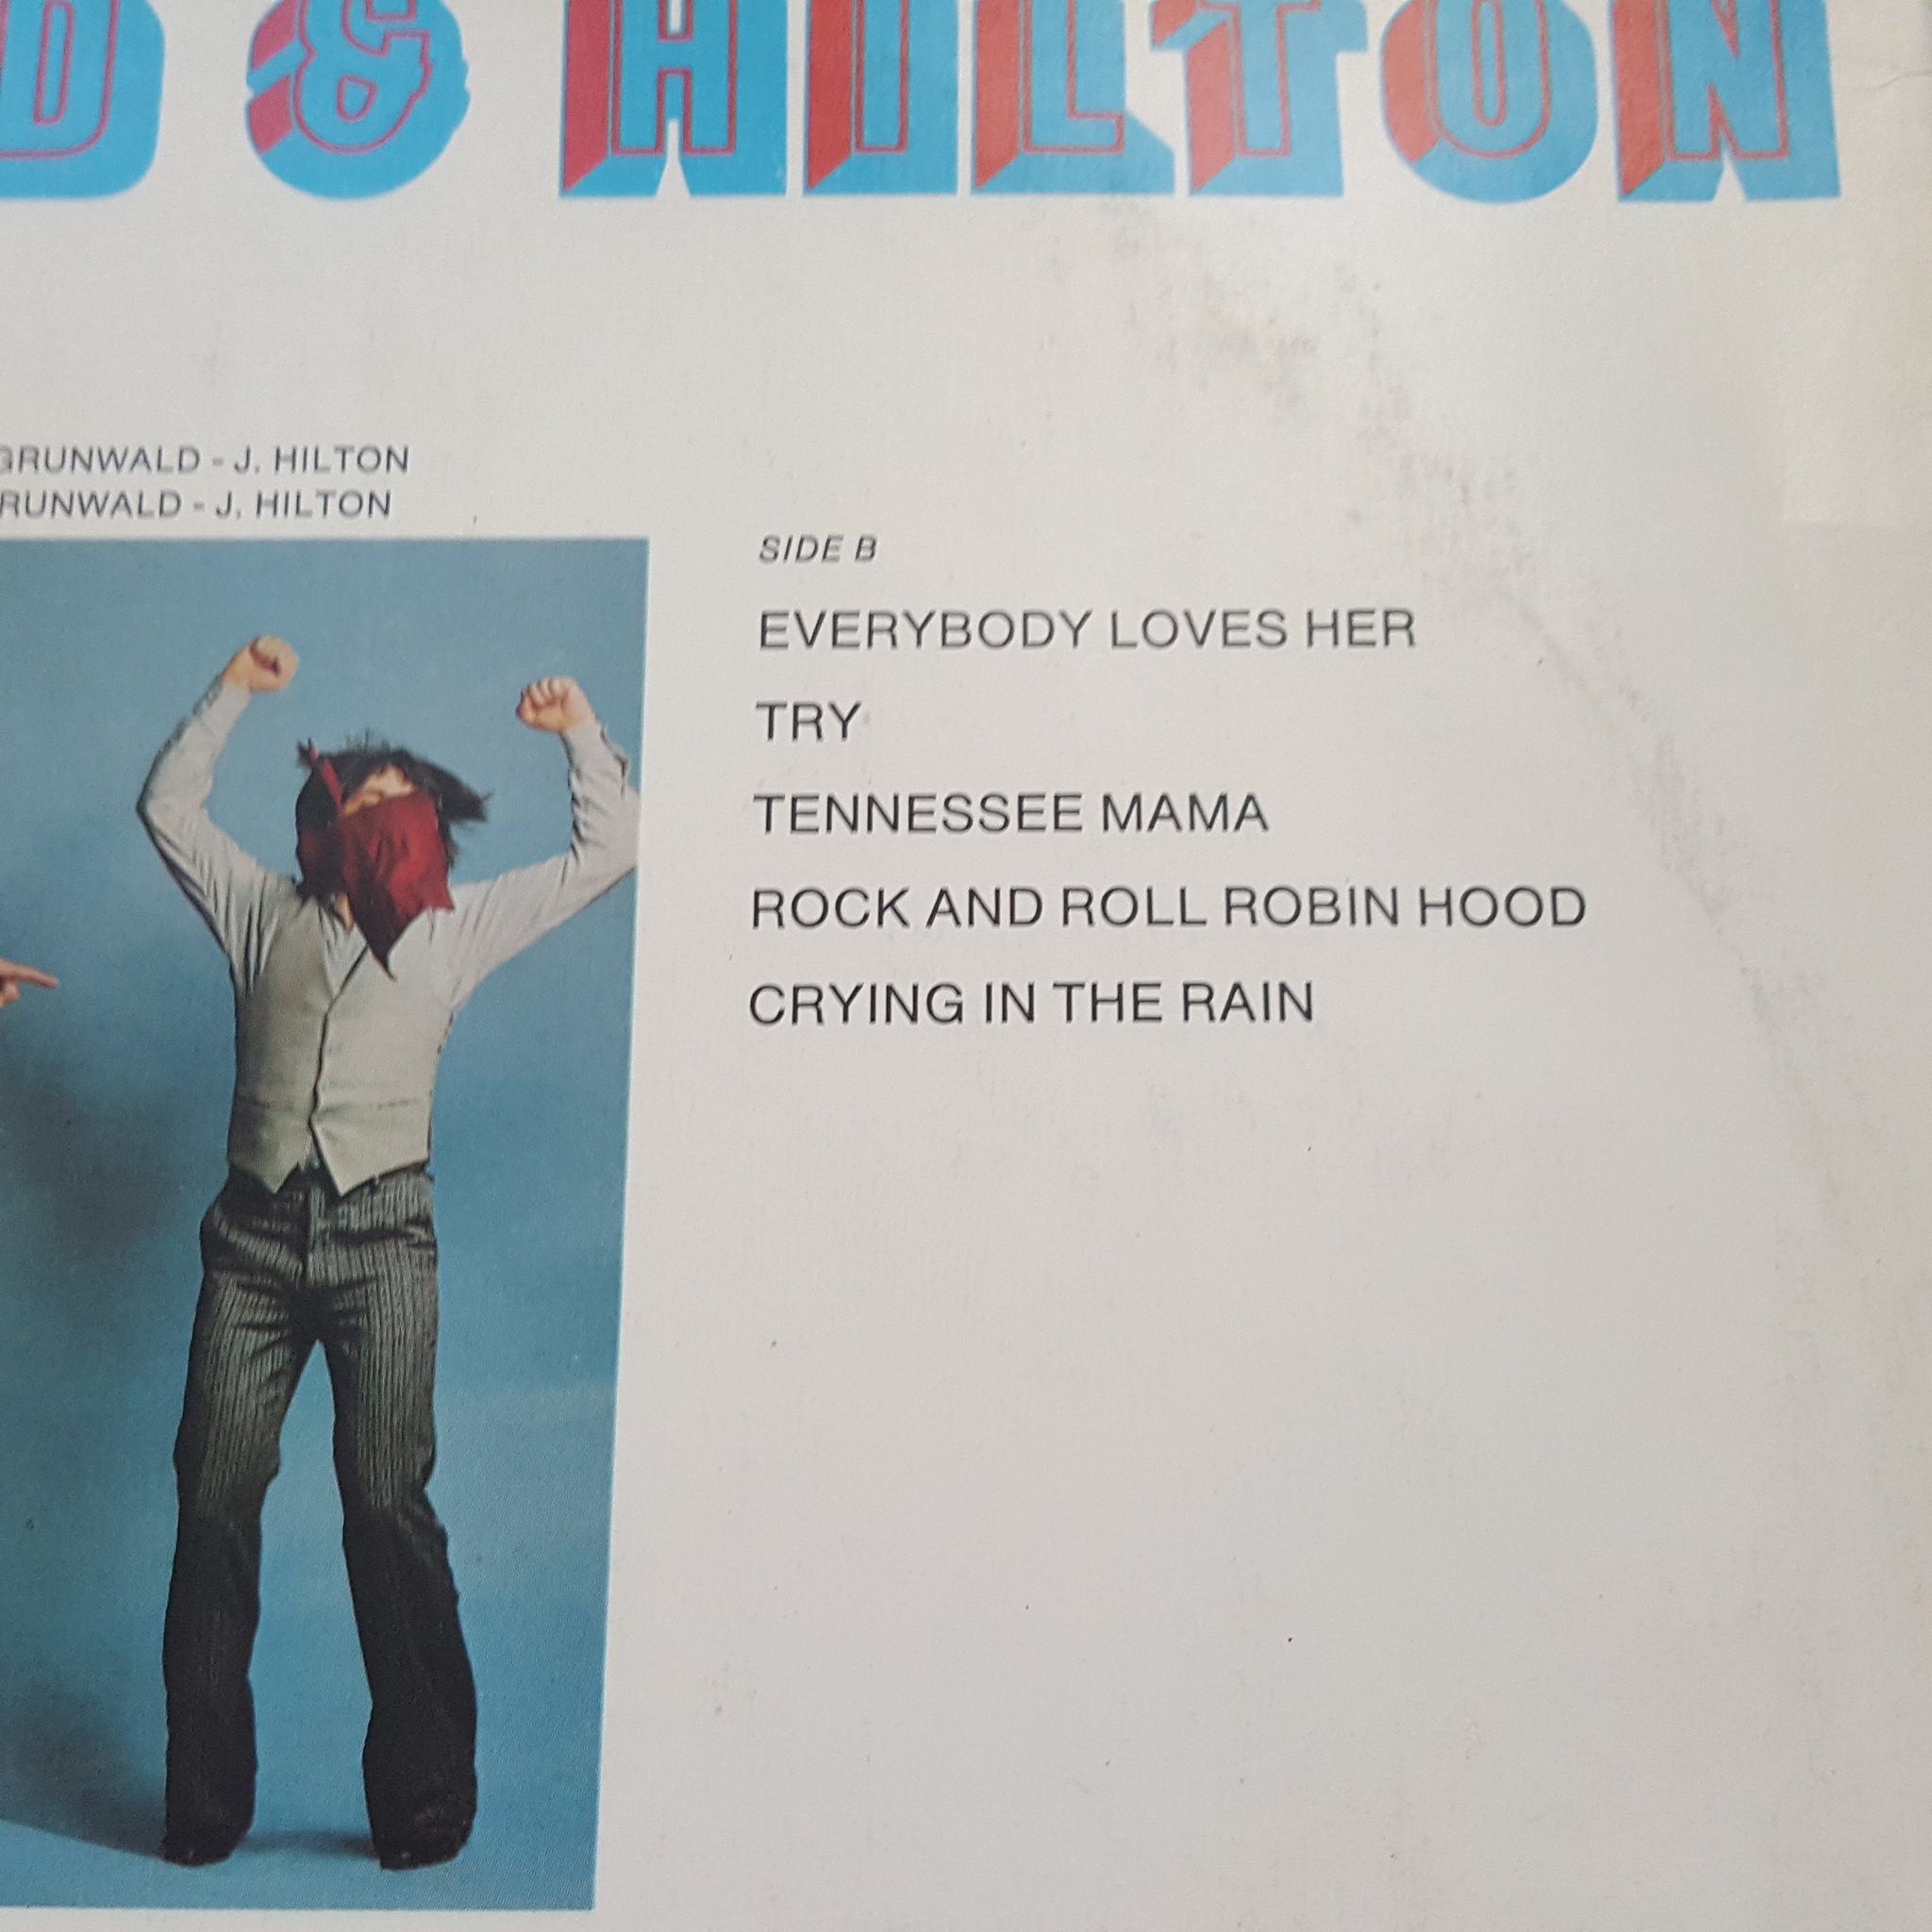 D & HILTON
GRUNWALD - J. HILTON
RUNWALD - J. HILTON
SIDE B
EVERYBODY LOVES HER
TRY
TENNESSEE MAMA
ROCK AND ROLL ROBIN HOOD
CRYING IN THE RAIN